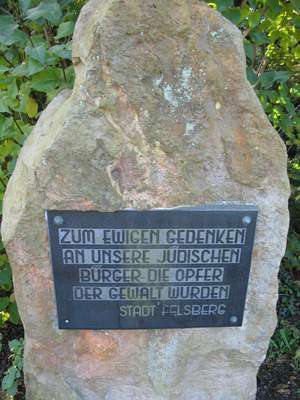 ZUM EWIGEN GEDENKEN
AN UNSERE JÜDISCHEN
BÜRGER DIE OPFER
DER GEWALT WURDEN
STADT FELSBERG